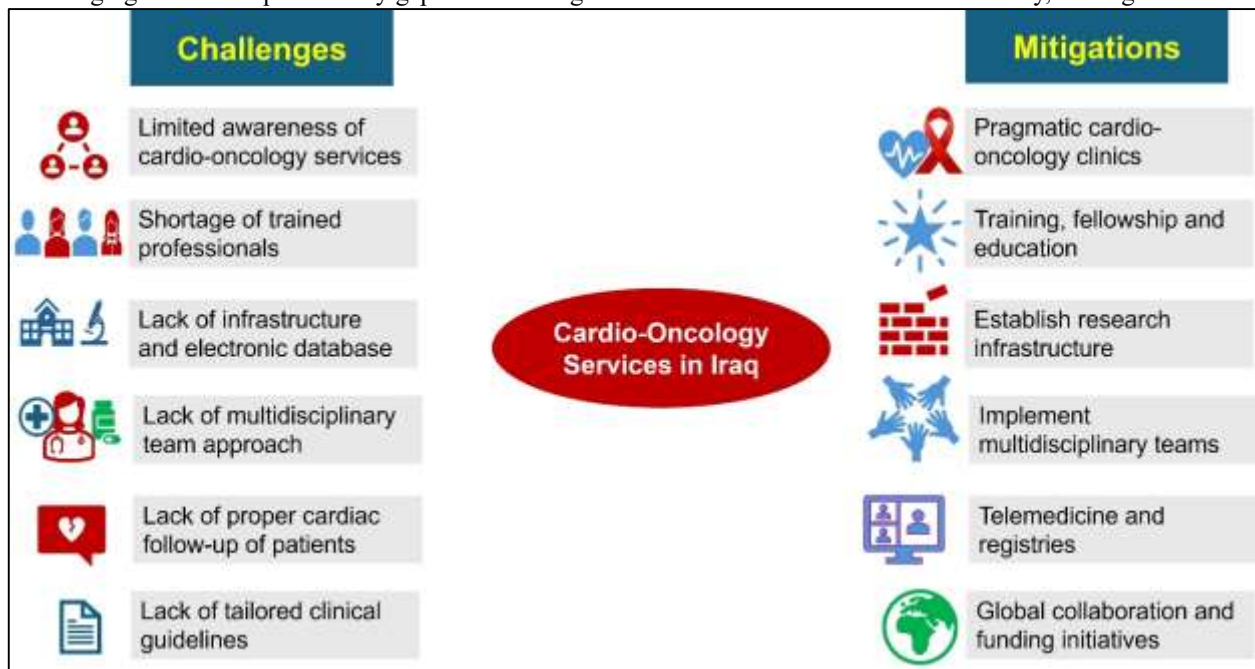 Challenges
Limited awareness of
cardio-oncology services
Shortage of trained
professionals
Lack of infrastructure
and electronic database
Lack of multidisciplinary
team approach
Lack of proper cardiac
follow-up of patients
Lack of tailored clinical
guidelines
Cardio-Oncology
Services in Iraq
Mitigations
Pragmatic cardio-
oncology clinics
Training, fellowship and
education
Establish research
infrastructure
Implement
multidisciplinary teams
Telemedicine and
registries
Global collaboration and
funding initiatives